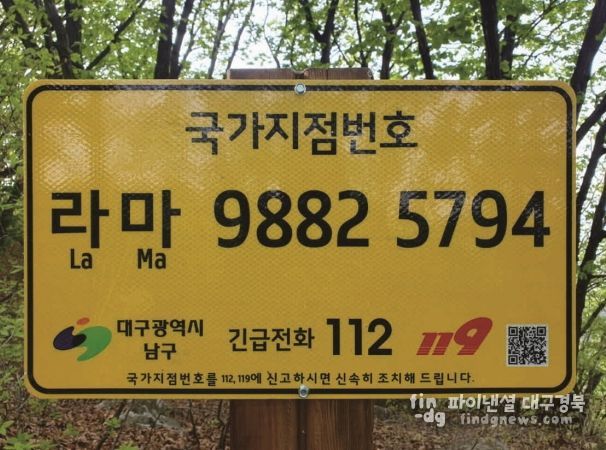 국가지점번호
라마 9882 5794
La Ma
대구광역시 남구 긴급전화 112 119
국가지점번호를 112, 119에 신고하시면 신속히 조치해 드립니다.
fin-dg 파이낸셜 대구경북
findgnews.com